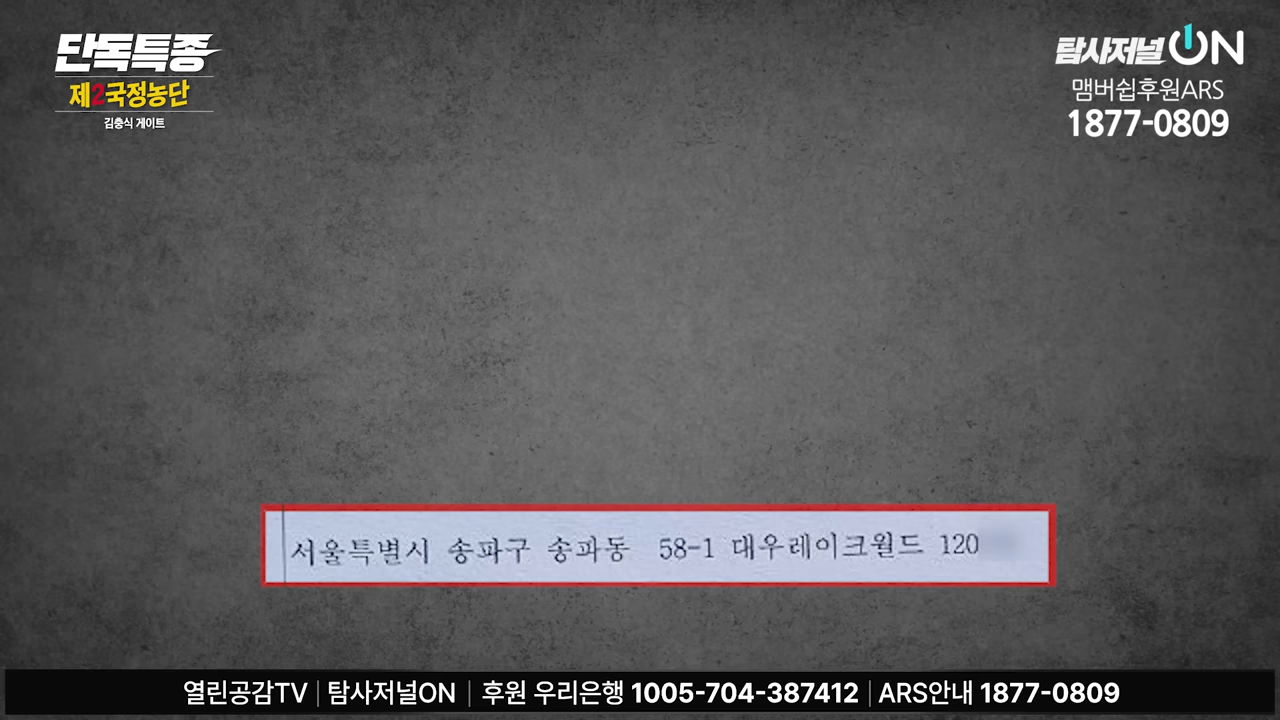 단독특종
제2국정농단
김충식 게이트
탐사저널ON
맴버쉽후원ARS
1877-0809
서울특별시 송파구 송파동 58-1 대우레이크월드 120
열린공감TV | 탐사저널ON | 후원 우리은행 1005-704-387412 | ARS안내 1877-0809